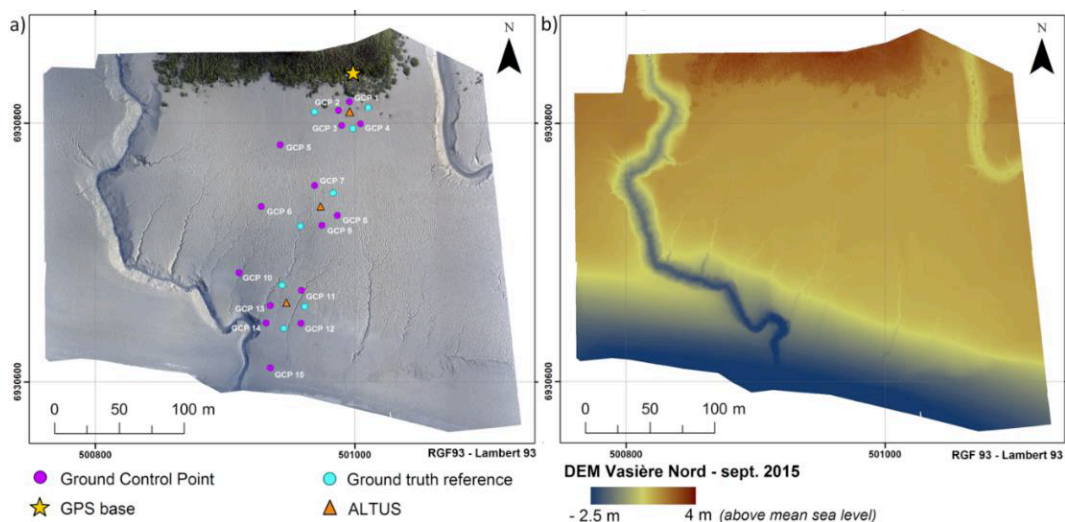 a)
N
GCP 1
GCP 2
GCP 3
GCP 4
GCP 5
GCP 7
GCP 6
GCP 8
GCP 9
GCP 10
GCP 11
GCP 13
GCP 14
GCP 12
GCP 15
6930800
6930600
0 50 100 m
500800 501000
RGF93 - Lambert 93
Ground Control Point
Ground truth reference
GPS base
ALTUS
b)
N
6930800
6930600
0 50 100 m
500800 501000
RGF 93 - Lambert 93
DEM Vasière Nord - sept. 2015
- 2.5 m 4 m (above mean sea level)